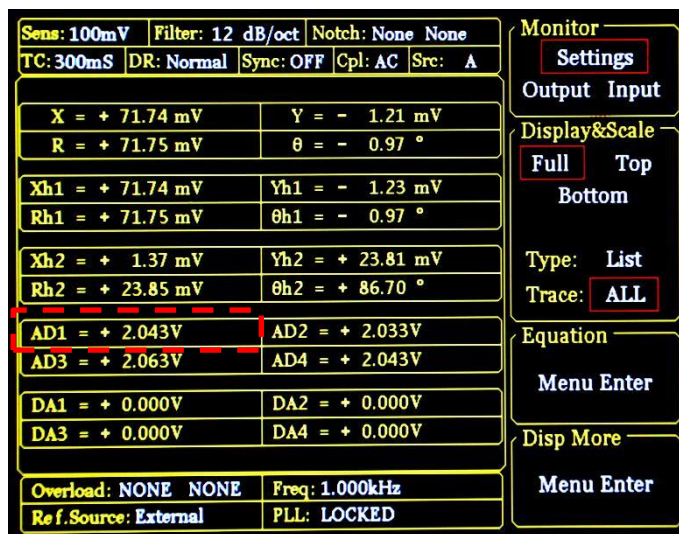 Sens: 100mV Filter: 12 dB/oct Notch: None None
TC: 300mS DR: Normal Sync: OFF Cpl: AC Src: A
X = + 71.74 mV Y = - 1.21 mV
R = + 71.75 mV θ = - 0.97 °
Xh1 = + 71.74 mV Yh1 = - 1.23 mV
Rh1 = + 71.75 mV θh1 = - 0.97 °
Xh2 = + 1.37 mV Yh2 = + 23.81 mV
Rh2 = + 23.85 mV θh2 = + 86.70 °
AD1 = + 2.043V AD2 = + 2.033V
AD3 = + 2.063V AD4 = + 2.043V
DA1 = + 0.000V DA2 = + 0.000V
DA3 = + 0.000V DA4 = + 0.000V
Overload: NONE NONE Freq: 1.000kHz
Ref.Source: External PLL: LOCKED
Monitor
Settings
Output Input
Display&Scale
Full Top
Bottom
Type: List
Trace: ALL
Equation
Menu Enter
Disp More
Menu Enter